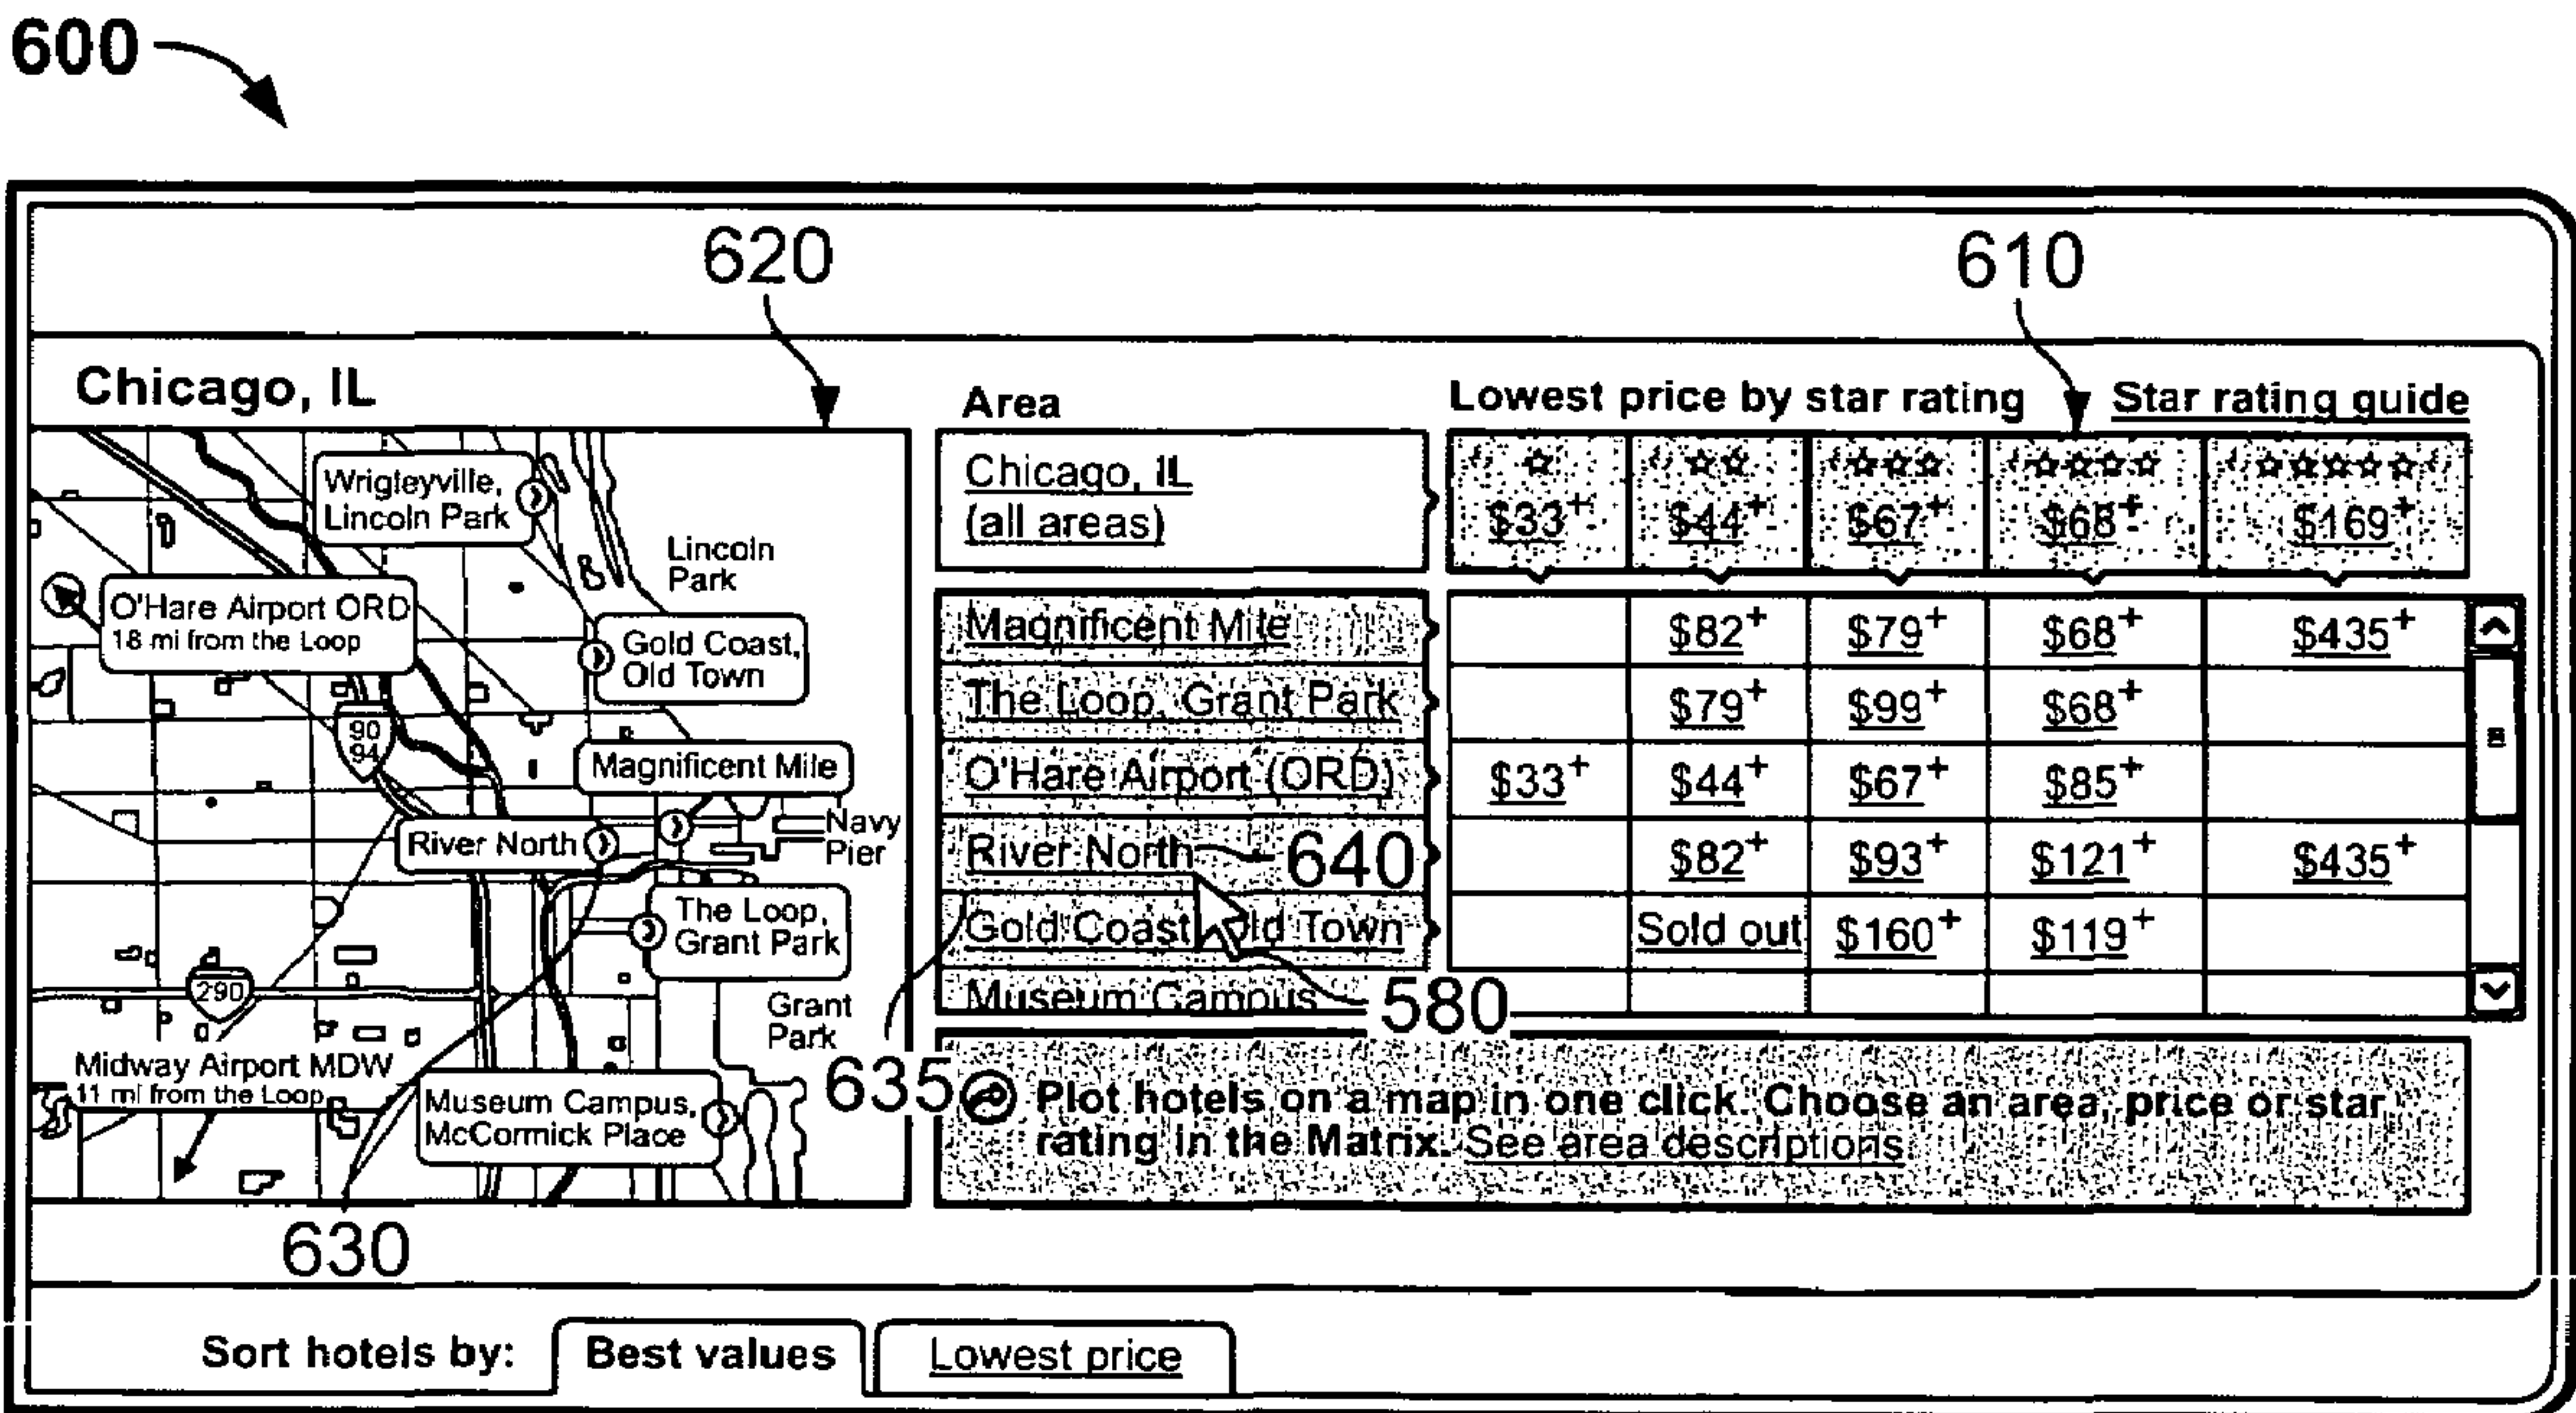 600
620
610
Chicago, IL
Area
Lowest price by star rating
Star rating guide
Chicago, IL
(all areas)
$33+
$44+
$67+
$68+
$169+
Magnificent Mile
$82+
$79+
$68+
$435+
The Loop, Grant Park
$79+
$99+
$68+
O'Hare Airport (ORD)
$33+
$44+
$67+
$85+
River North
640
$82+
$93+
$121+
$435+
Gold Coast
Town
Sold out
$160+
$119+
Museum Campus
580
635
Plot hotels on a map in one click. Choose an area, price or star
rating in the Matrix. See area descriptions
Wrigleyville,
Lincoln Park
Lincoln
Park
O'Hare Airport ORD
18 mi from the Loop
Gold Coast,
Old Town
90
94
Magnificent Mile
River North
Navy
Pier
The Loop,
Grant Park
290
Grant
Park
Midway Airport MDW
11 mi from the Loop
Museum Campus,
McCormick Place
630
Sort hotels by:
Best values
Lowest price